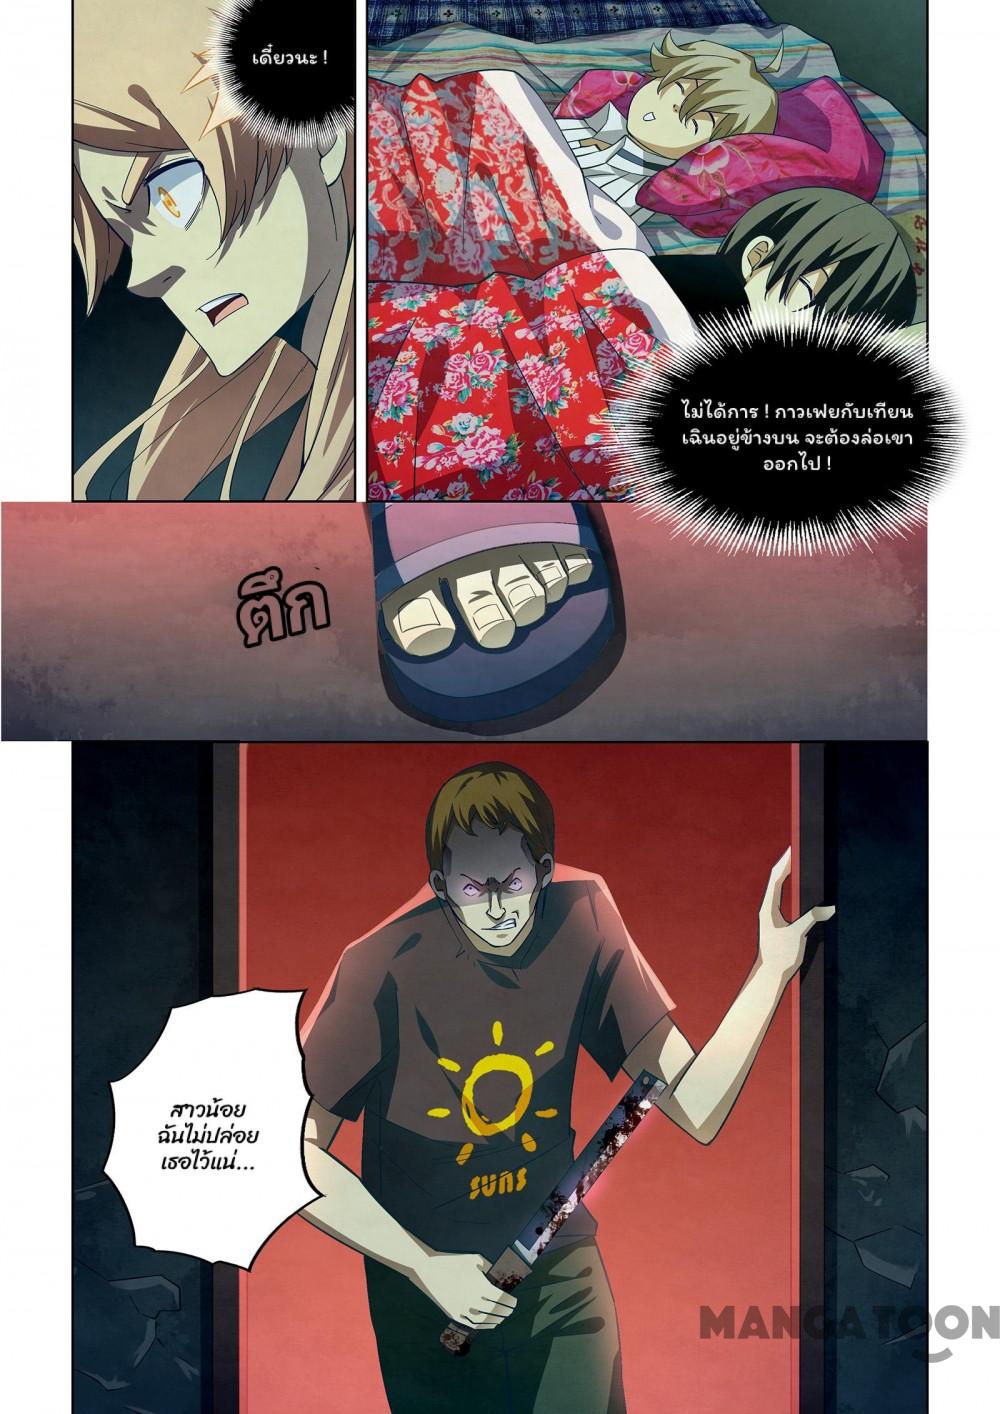 เดี๋ยวนะ !
ไม่ได้การ ! กาวเฟยกับเทียน
เฉินอยู่ข้างบน จะต้องล่อเขา
ออกไป !
ตึก
สาวน้อย
ฉันไม่ปล่อย
เธอไว้แน่...
SUNS
MANGATOON